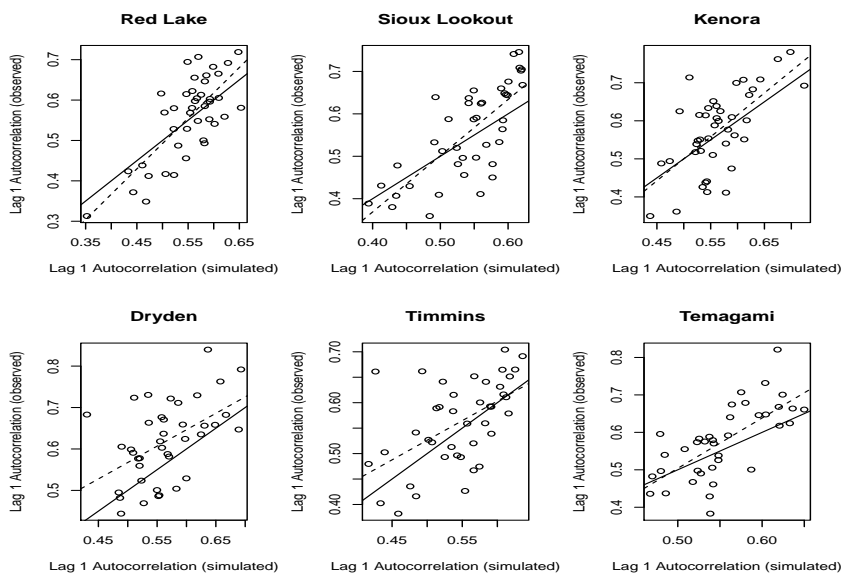 Red Lake Sioux Lookout Kenora
Lag 1 Autocorrelation (observed) Lag 1 Autocorrelation (observed) Lag 1 Autocorrelation (observed)
0.7 0.6 0.5 0.4 0.3
0.7 0.6 0.5 0.4
0.7 0.6 0.5 0.4
0.35 0.45 0.55 0.65 0.40 0.50 0.60 0.45 0.55 0.65
Lag 1 Autocorrelation (simulated) Lag 1 Autocorrelation (simulated) Lag 1 Autocorrelation (simulated)
Dryden Timmins Temagami
Lag 1 Autocorrelation (observed) Lag 1 Autocorrelation (observed) Lag 1 Autocorrelation (observed)
0.8 0.7 0.6 0.5
0.70 0.60 0.50 0.40
0.8 0.7 0.6 0.5 0.4
0.45 0.55 0.65 0.45 0.55 0.50 0.60
Lag 1 Autocorrelation (simulated) Lag 1 Autocorrelation (simulated) Lag 1 Autocorrelation (simulated)